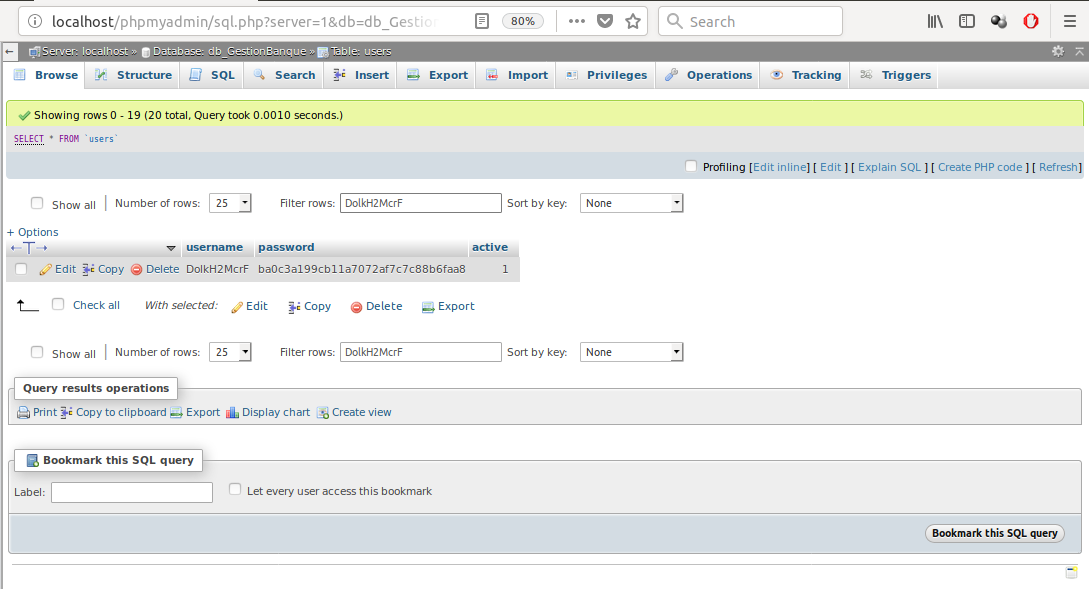 localhost/phpmyadmin/sql.php?server=1&db=db_Gestio
80%
Search
Server: localhost » Database: db_GestionBanque » Table: users
Browse Structure SQL Search Insert Export Import Privileges Operations Tracking Triggers
Showing rows 0 - 19 (20 total, Query took 0.0010 seconds.)
SELECT * FROM `users`
Profiling [Edit inline] [ Edit ] [ Explain SQL ] [ Create PHP code ] [ Refresh]
Show all Number of rows: 25 Filter rows: DolkH2McrF Sort by key: None
+ Options
←T→ username password active
Edit Copy Delete DolkH2McrF ba0c3a199cb11a7072af7c7c88b6faa8 1
Check all With selected: Edit Copy Delete Export
Show all Number of rows: 25 Filter rows: DolkH2McrF Sort by key: None
Query results operations
Print Copy to clipboard Export Display chart Create view
Bookmark this SQL query
Label: Let every user access this bookmark
Bookmark this SQL query